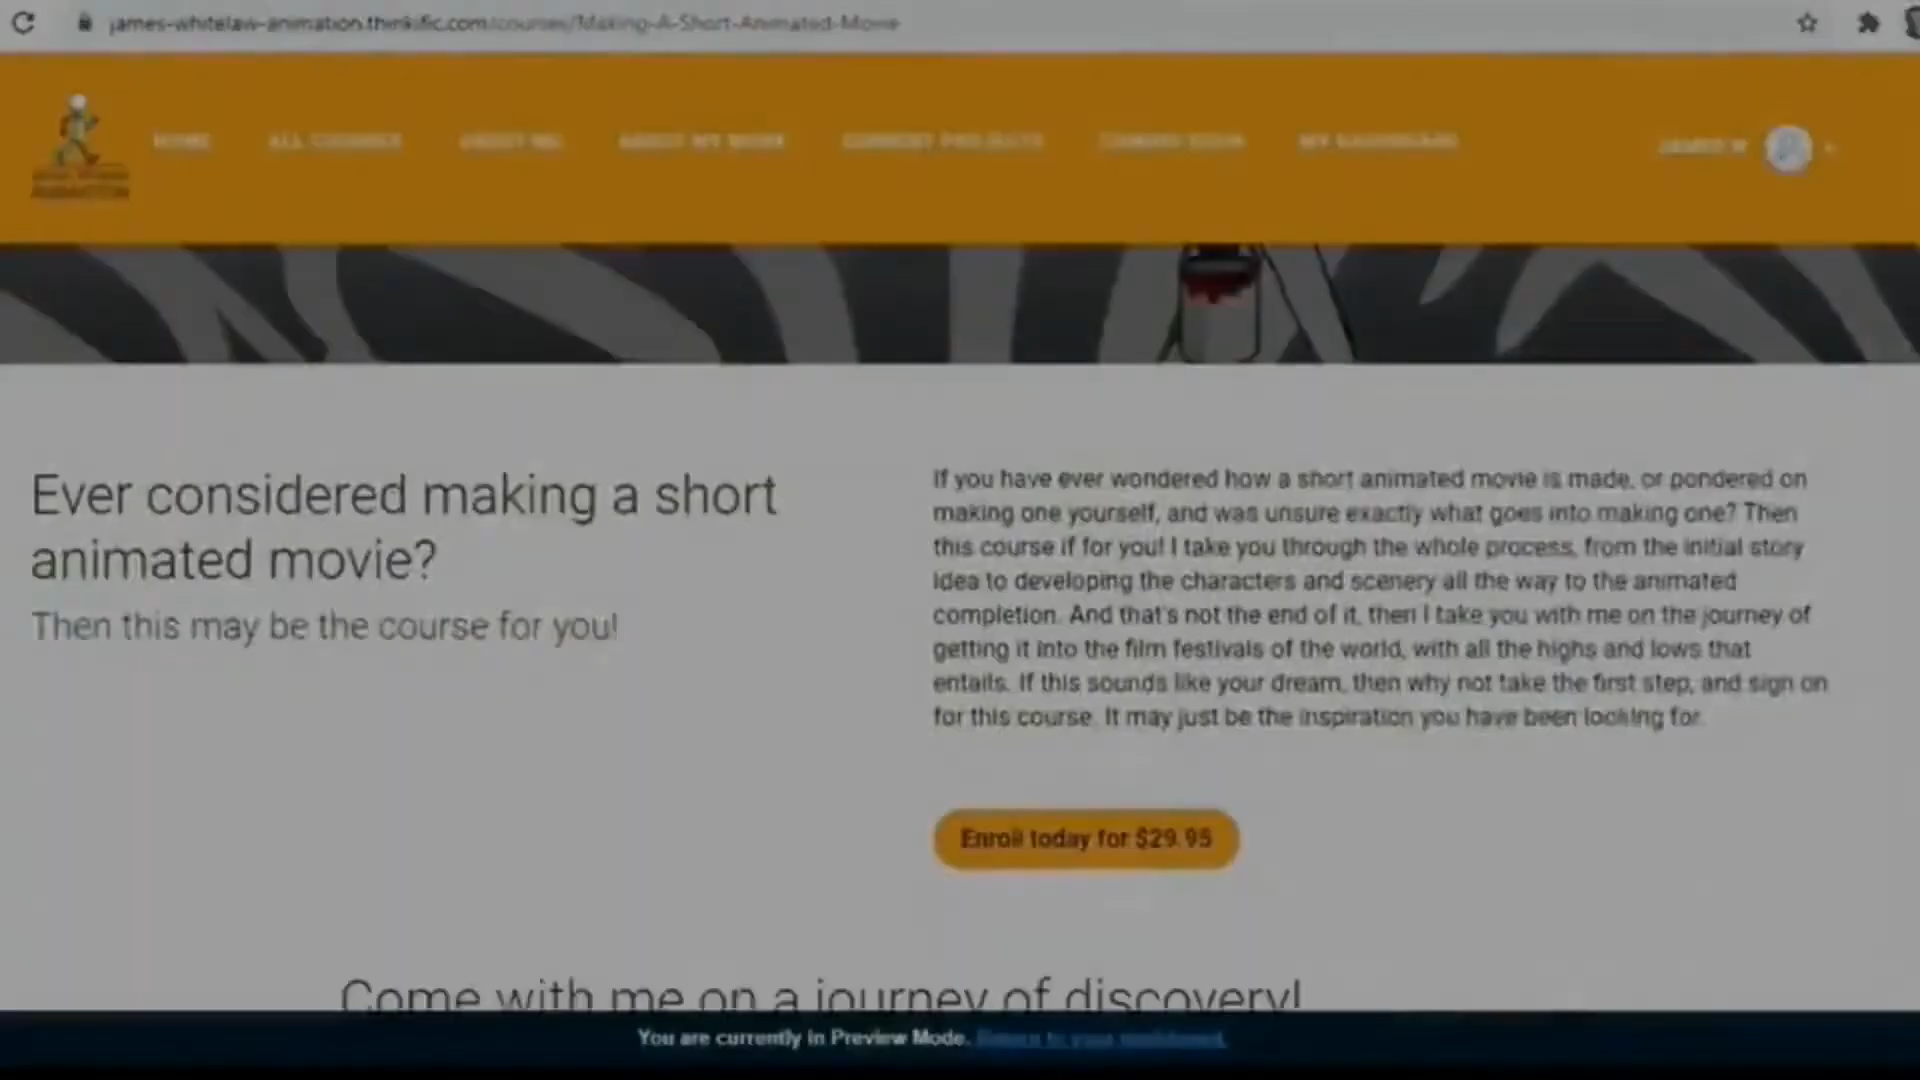 james-whitelaw-animation.thinkific.com/courses/Making-A-Short-Animated-Movie
HOME ALL COURSES ABOUT ME ABOUT MY WORK CURRENT PROJECTS COMING SOON MY DASHBOARD JAMES W
ANIMATION
Ever considered making a short
animated movie?
Then this may be the course for you!
If you have ever wondered how a short animated movie is made, or pondered on
making one yourself, and was unsure exactly what goes into making one? Then
this course if for you! I take you through the whole process, from the initial story
idea to developing the characters and scenery all the way to the animated
completion. And that's not the end of it, then I take you with me on the journey of
getting it into the film festivals of the world, with all the highs and lows that
entails. If this sounds like your dream, then why not take the first step, and sign on
for this course. It may just be the inspiration you have been looking for.
Enroll today for $29.95
Come with me on a journey of discovery!
You are currently in Preview Mode. Return to your dashboard.